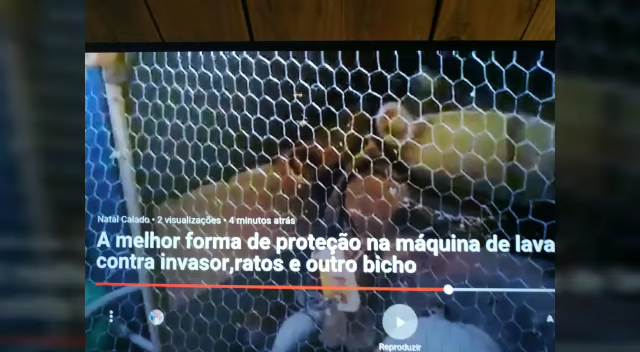 Natal Calado • 2 visualizações • 4 minutos atrás
A melhor forma de proteção na máquina de lava
contra invasor,ratos e outro bicho
Reproduzir